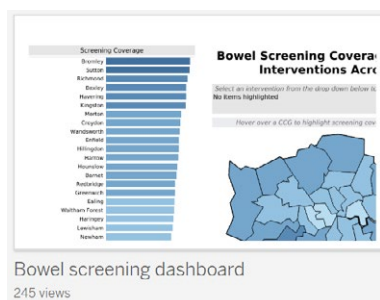 Screening Coverage
Bromley
Sutton
Richmond
Bexley
Havering
Kingston
Merton
Croydon
Wandsworth
Enfield
Hillingdon
Harrow
Hounslow
Barnet
Redbridge
Greenwich
Ealing
Waltham Forest
Haringey
Lewisham
Newham
Bowel Screening Covera
Interventions Acro
Select an intervention from the drop down below to
No items highlighted
Hover over a CCG to highlight screening cov
Bowel screening dashboard
245 views